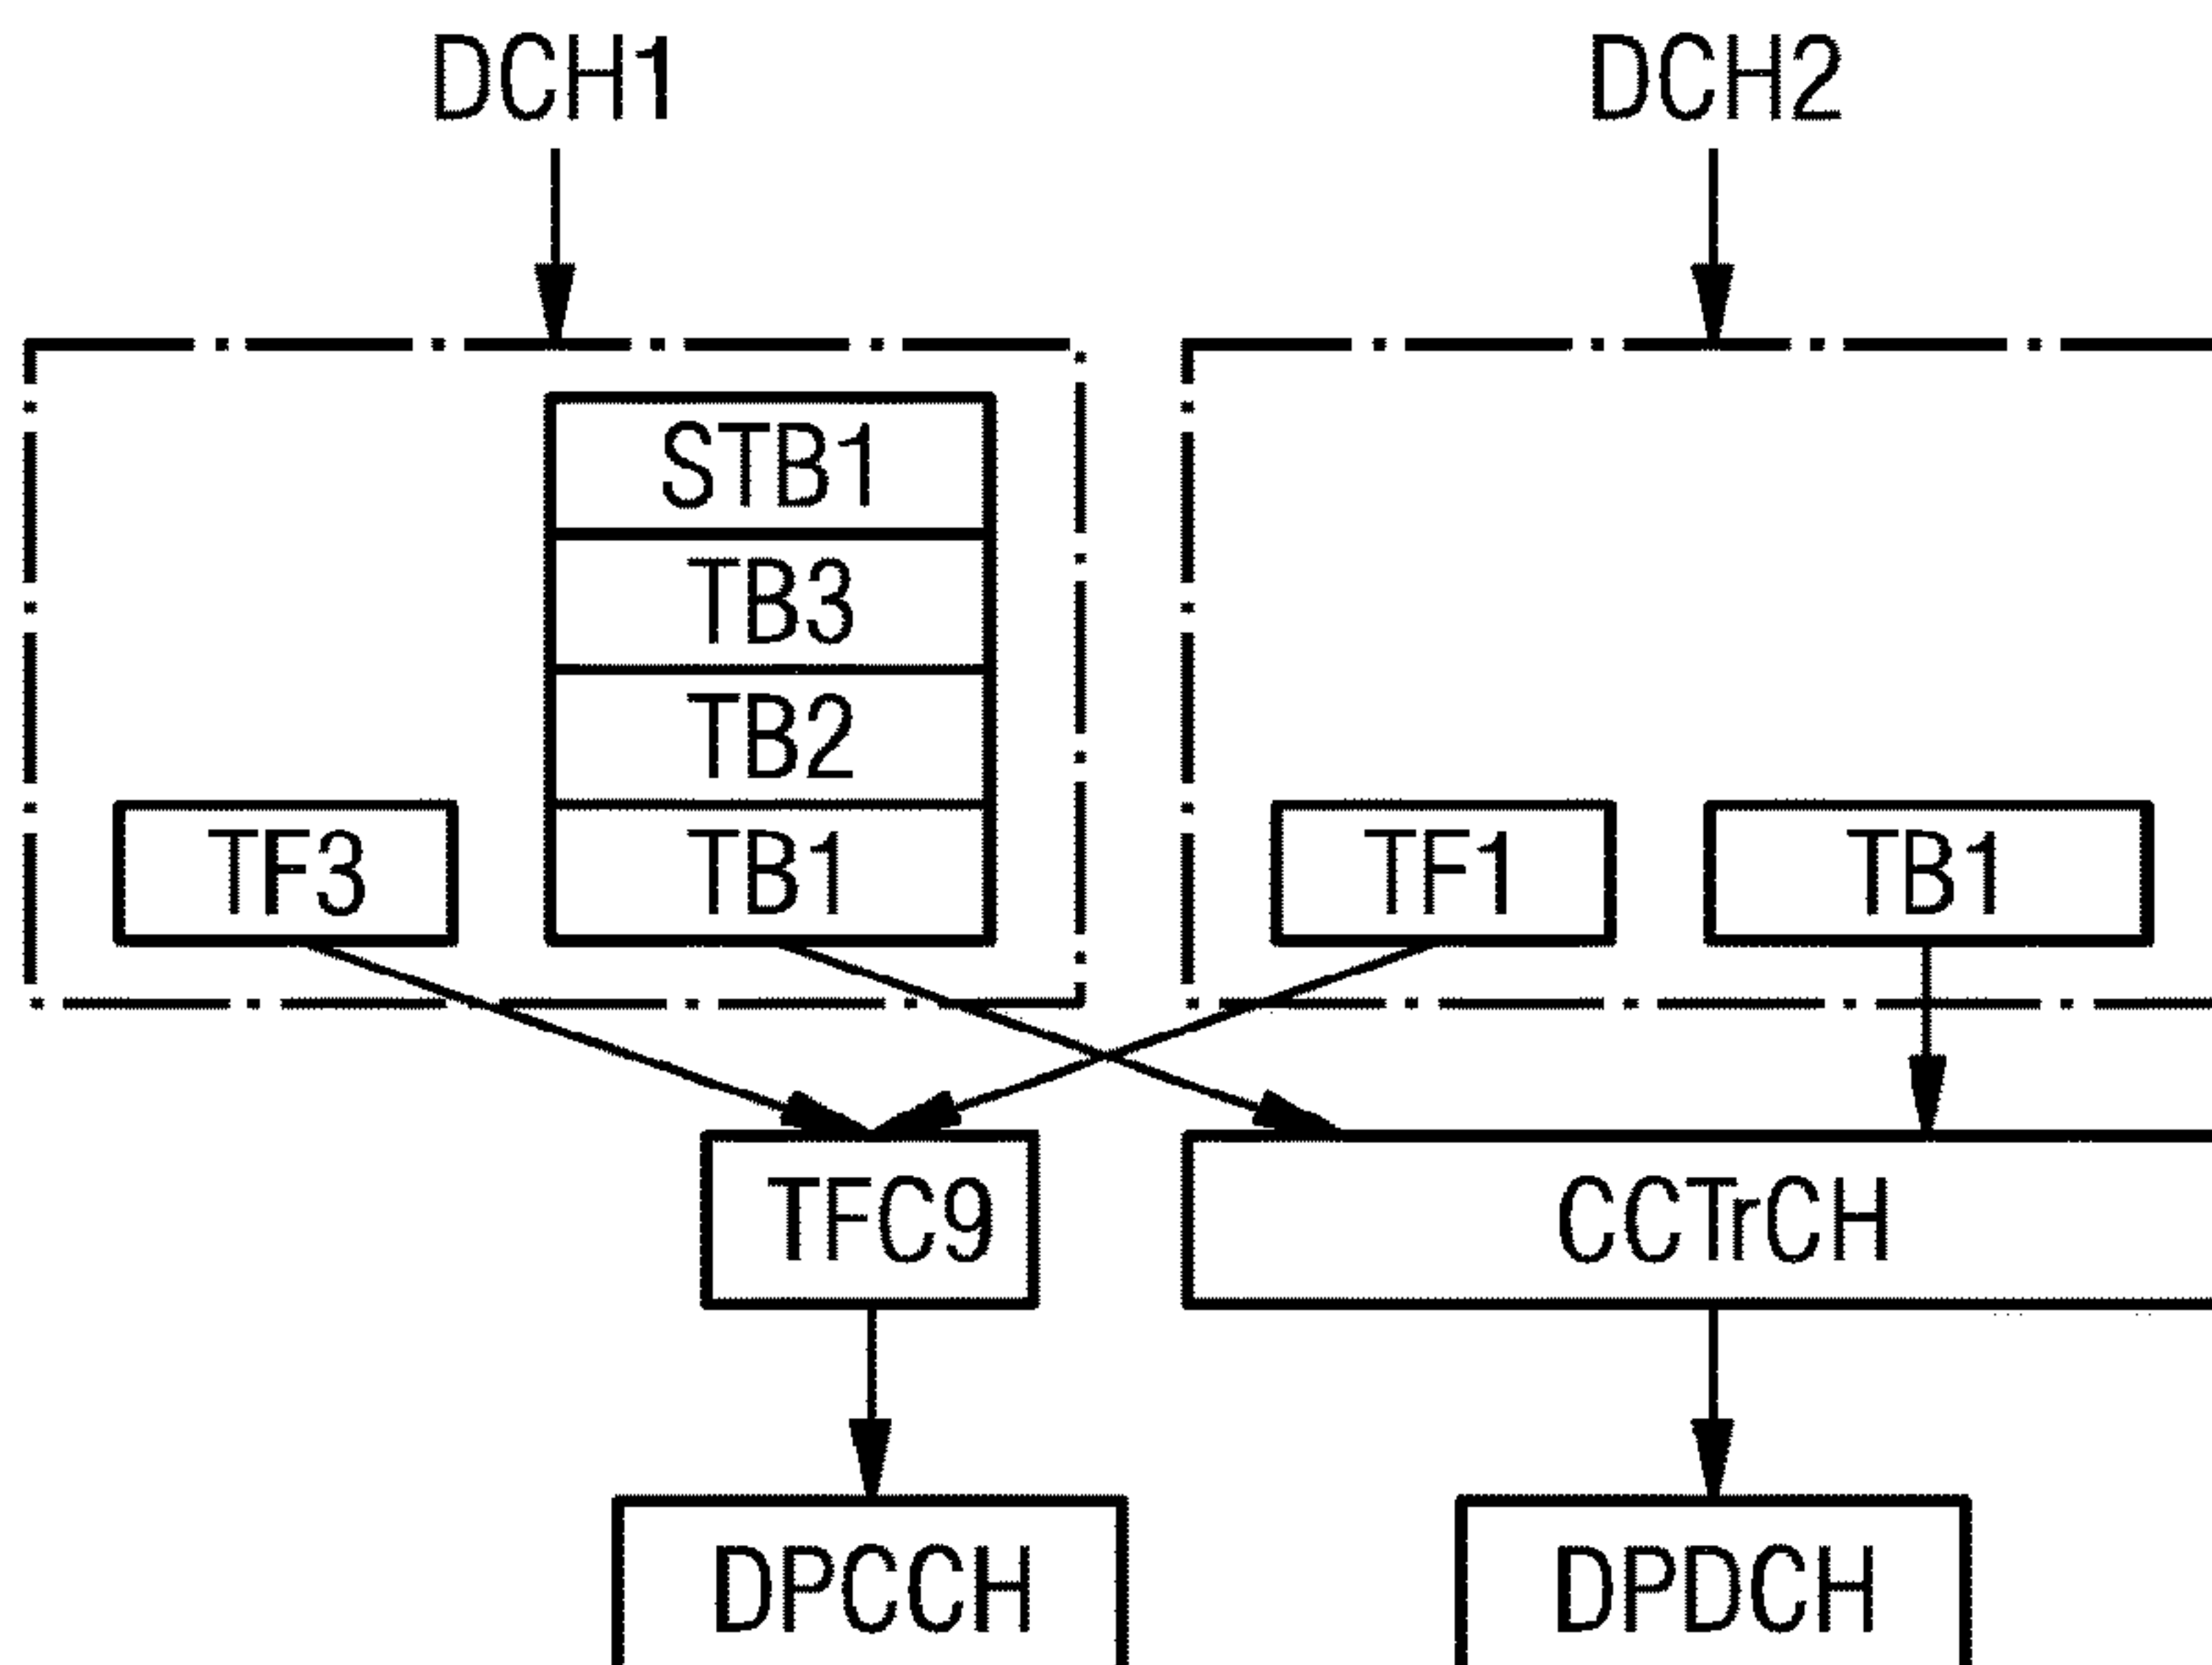 DCH1 DCH2
STB1
TB3
TB2
TF3 TB1 TF1 TB1
TFC9 CCTrCH
DPCCH DPDCH